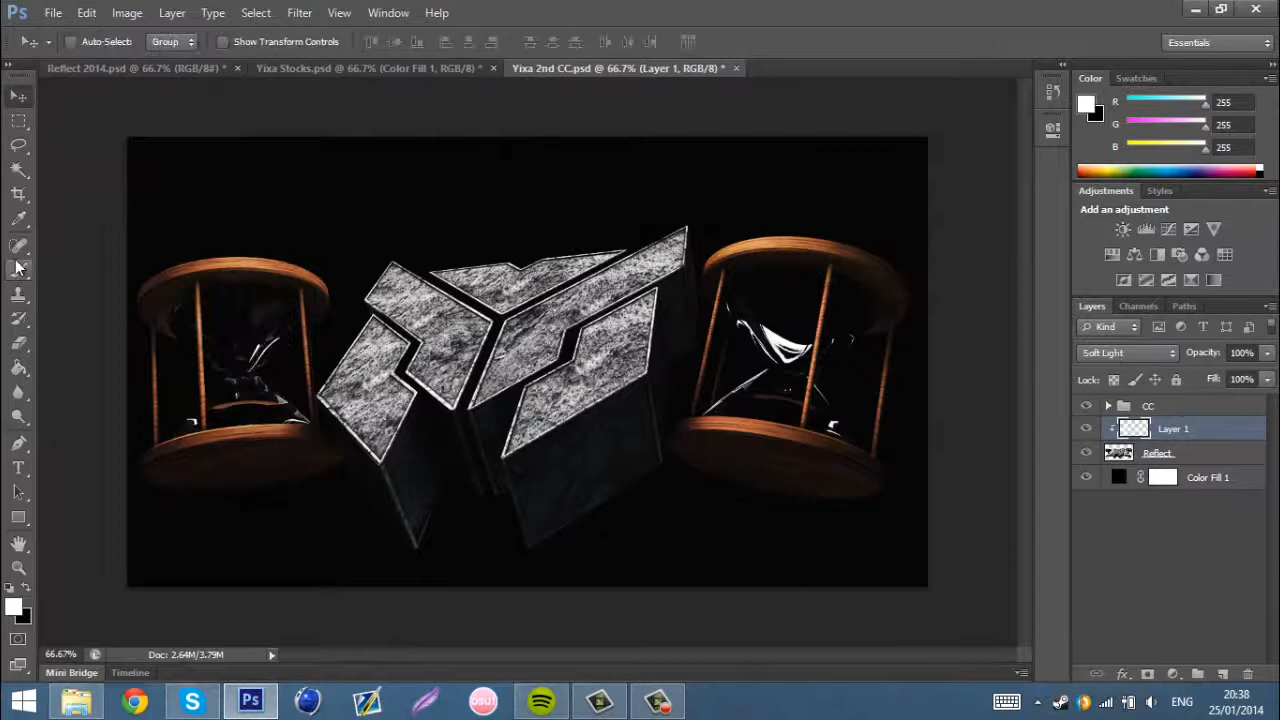 Ps File Edit Image Layer Type Select Filter View Window Help
Auto-Select: Group Show Transform Controls Essentials
Reflect 2014.psd @ 66.7% (RGB/8#) * × Yixa Stocks.psd @ 66.7% (Color Fill 1, RGB/8) * × Yixa 2nd CC.psd @ 66.7% (Layer 1, RGB/8) * ×
Color Swatches
R 255
G 255
B 255
Adjustments Styles
Add an adjustment
Layers Channels Paths
Kind
Soft Light Opacity: 100%
Lock: Fill: 100%
CC
Layer 1
Reflect
Color Fill 1
66.67% Doc: 2.64M/3.79M
Mini Bridge Timeline
S Ps osu! ENG 20:38
25/01/2014